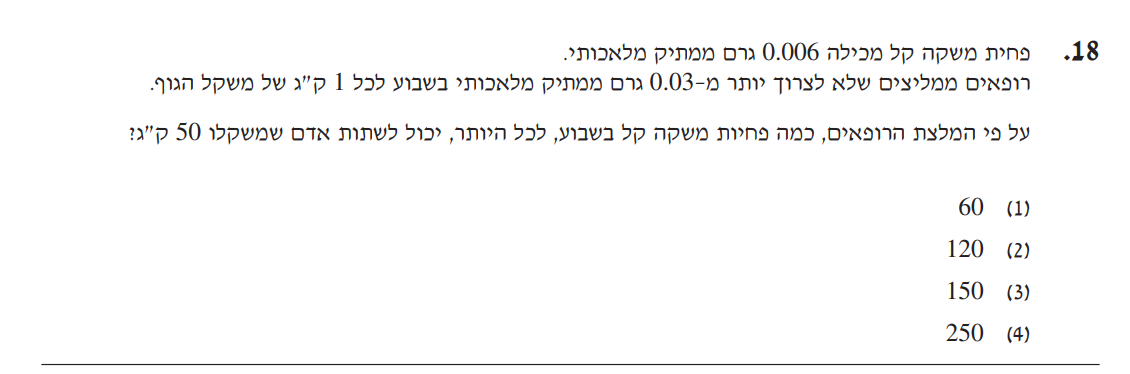 18. פחית משקה קל מכילה 0.006 גרם ממתיק מלאכותי.
רופאים ממליצים שלא לצרוך יותר מ-0.03 גרם ממתיק מלאכותי בשבוע לכל 1 ק"ג של משקל הגוף.
על פי המלצת הרופאים, כמה פחיות משקה קל בשבוע, לכל היותר, יכול לשתות אדם שמשקלו 50 ק"ג?
(1) 60
(2) 120
(3) 150
(4) 250